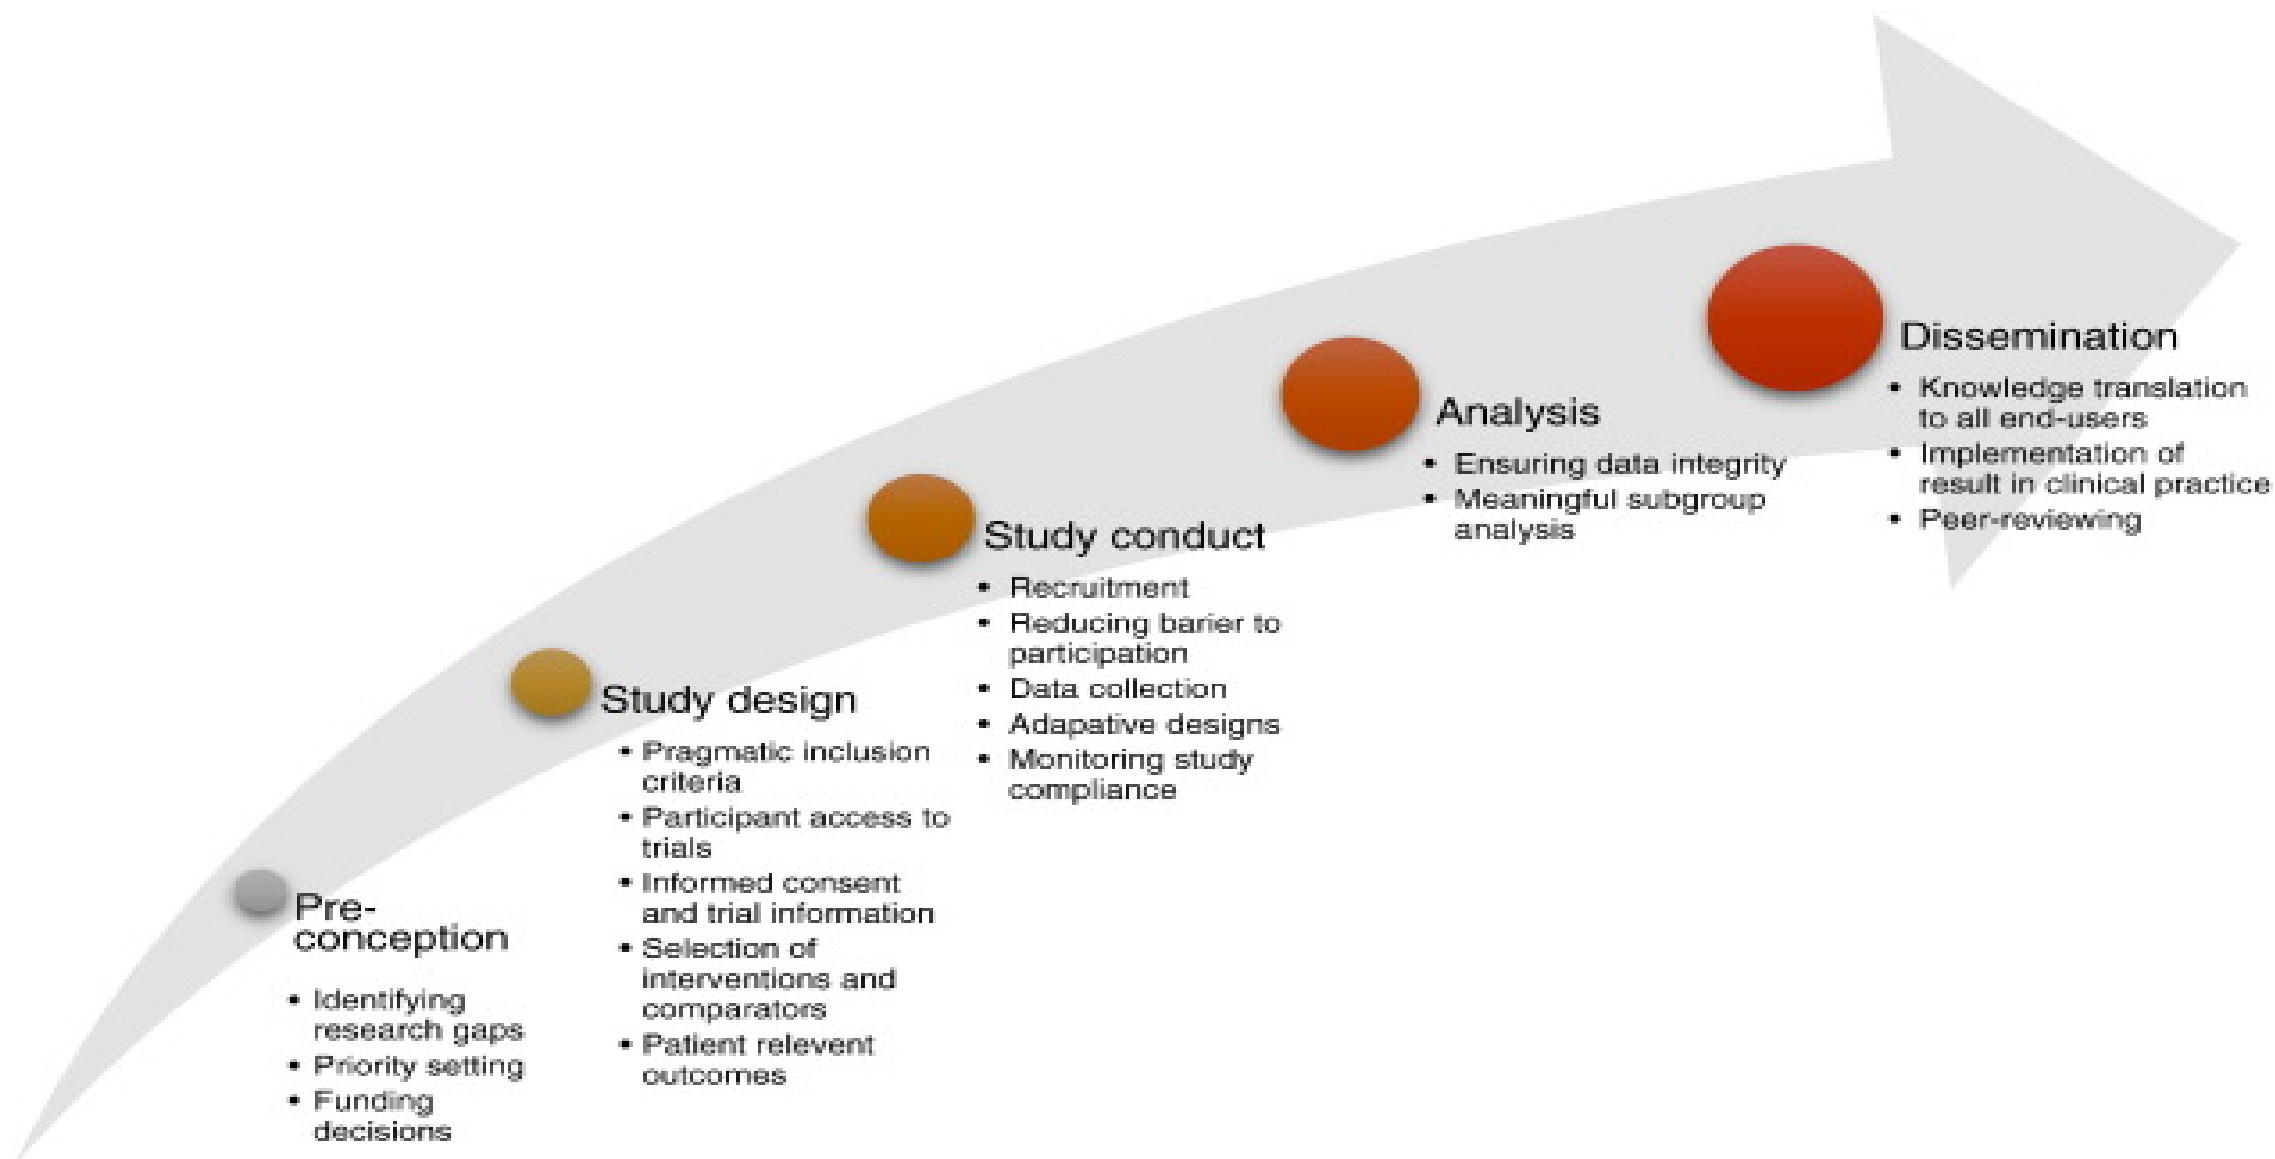 Pre-
conception
• Identifying
research gaps
• Priority setting
• Funding
decisions
Study design
• Pragmatic inclusion
criteria
• Participant access to
trials
• Informed consent
and trial information
• Selection of
interventions and
comparators
• Patient relevent
outcomes
Study conduct
• Recruitment
• Reducing barier to
participation
• Data collection
• Adapative designs
• Monitoring study
compliance
Analysis
• Ensuring data integrity
• Meaningful subgroup
analysis
Dissemination
• Knowledge translation
to all end-users
• Implementation of
result in clinical practice
• Peer-reviewing